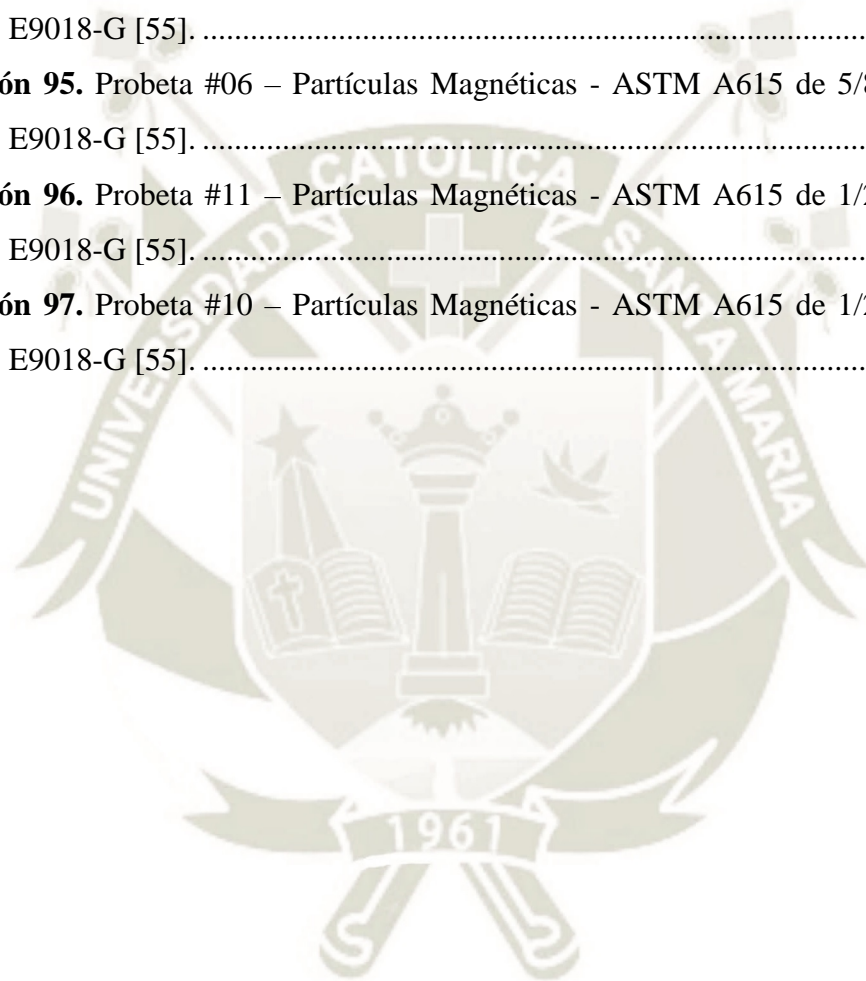 E9018-G [55]. ........................................................................................
ón 95. Probeta #06 – Partículas Magnéticas - ASTM A615 de 5/8
E9018-G [55]. ........................................................................................
ón 96. Probeta #11 – Partículas Magnéticas - ASTM A615 de 1/2
E9018-G [55]. ........................................................................................
ón 97. Probeta #10 – Partículas Magnéticas - ASTM A615 de 1/2
E9018-G [55]. ........................................................................................
UNIVERSIDAD CATOLICA SANTA MARIA
1961